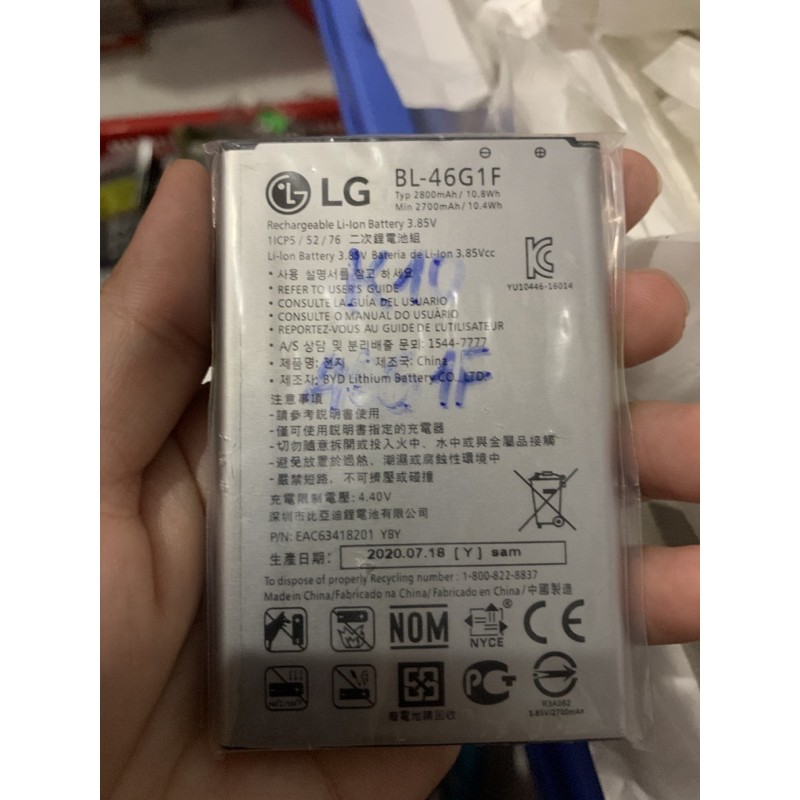 LG
BL-46G1F
Typ 2800mAh / 10.8Wh
Min 2700mAh / 10.4Wh
Rechargeable Li-Ion Battery 3.85V
1ICP5 / 52 / 76 二次鋰電池組
Li-Ion Battery 3.85V Batería de Li-Ion 3.85Vcc
YU10446-16014
• 사용 설명서를 참고 하세요
• REFER TO USER'S GUIDE
• CONSULTE LA GUÍA DEL USUARIO
• CONSULTE O MANUAL DO USUÁRIO
• REPORTEZ-VOUS AU GUIDE DE L'UTILISATEUR
• A/S 상담 및 분리배출 문의: 1544-7777
• 제품명: 전지 • 제조국: China
• 제조자: BYD Lithium Battery CO., LTD.
注意事項
-請參考説明書使用
-僅可使用説明書指定的充電器
-切勿隨意拆開或投入火中、水中或與金屬品接觸
-避免放置於過熱、潮濕或腐蝕性環境中
-嚴禁短路，不可擠壓或碰撞
充電限制電壓: 4.40V
深圳市比亞迪鋰電池有限公司
P/N: EAC63418201 YBY
生產日期: 2020.07.18 [Y] sam
To dispose of properly Recycling number : 1-800-822-8837
Made in China/Fabricado na China/Fabricado en China / 中國製造
NOM
NYCE
®
CE
廢電池請回收
R3A062
3.85V/2700mAh